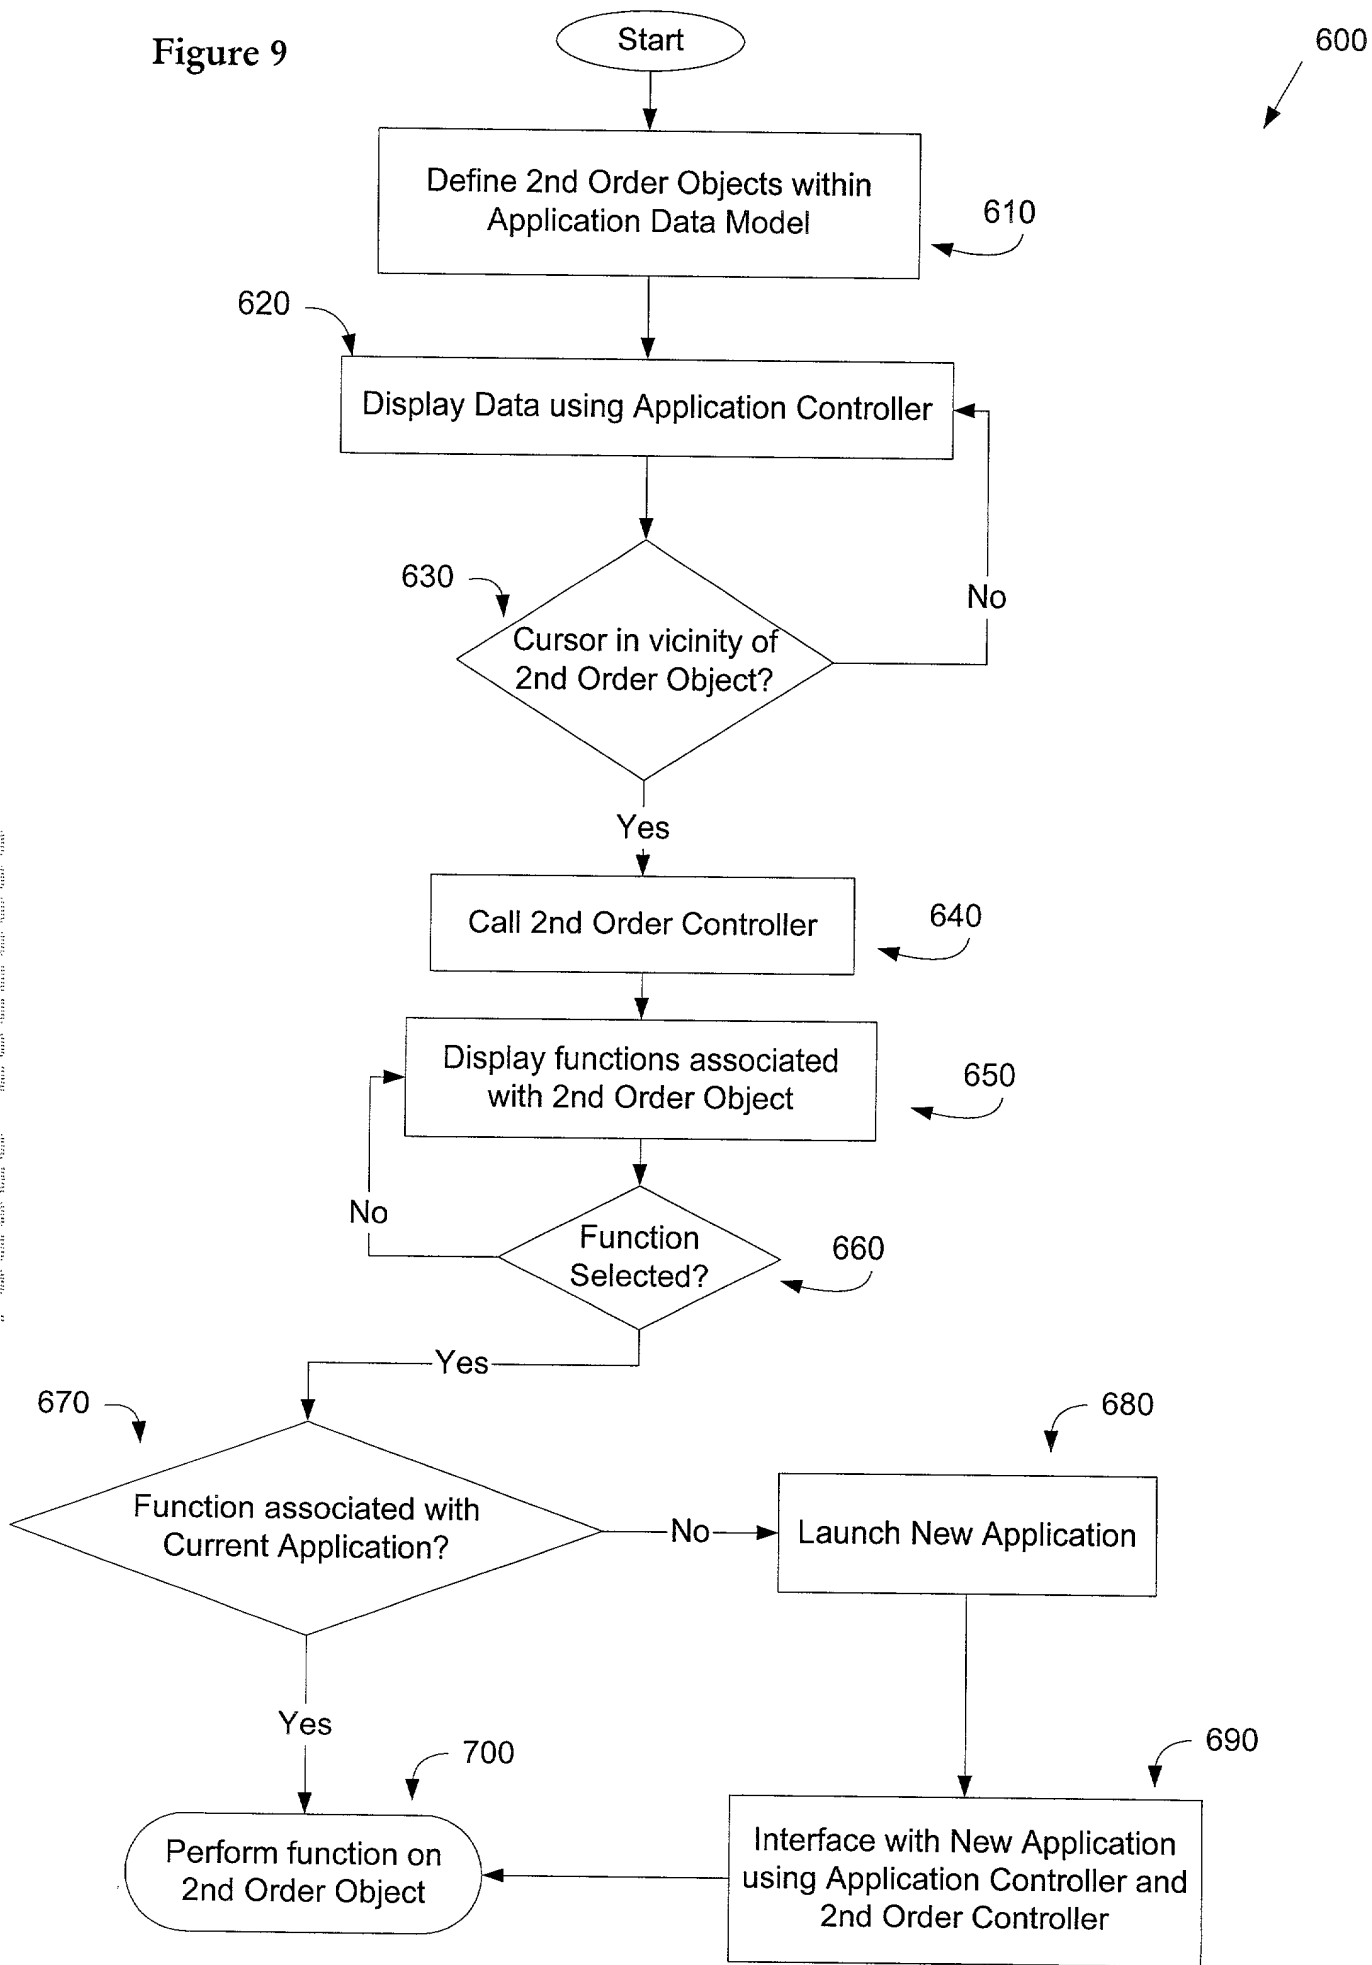 Figure 9
Start
600
Define 2nd Order Objects within
Application Data Model
610
620
Display Data using Application Controller
630
No
Cursor in vicinity of
2nd Order Object?
Yes
Call 2nd Order Controller
640
Display functions associated
with 2nd Order Object
650
No
Function
Selected?
660
Yes
670
680
Function associated with
Current Application?
No
Launch New Application
Yes
700
690
Perform function on
2nd Order Object
Interface with New Application
using Application Controller and
2nd Order Controller